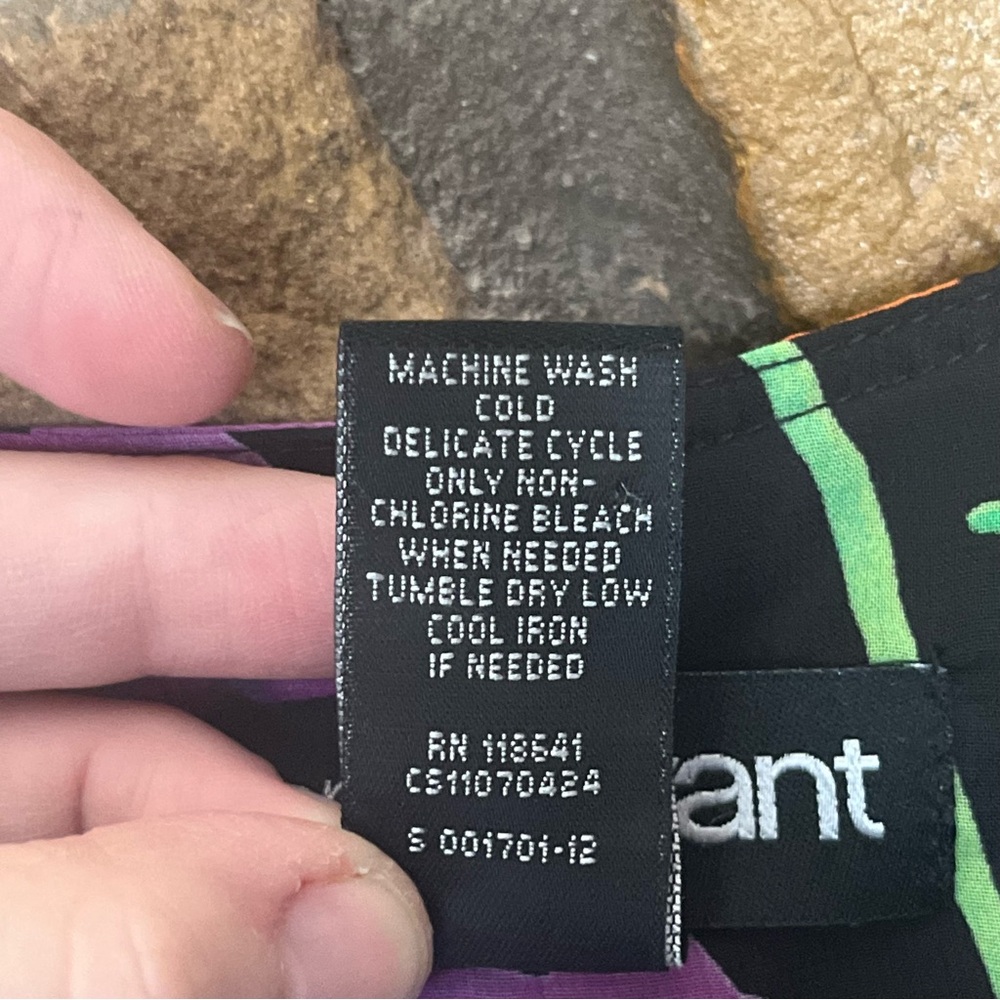 MACHINE WASH
COLD
DELICATE CYCLE
ONLY NON-
CHLORINE BLEACH
WHEN NEEDED
TUMBLE DRY LOW
COOL IRON
IF NEEDED
RN 118541
CS11070424
S 001701-12
ant